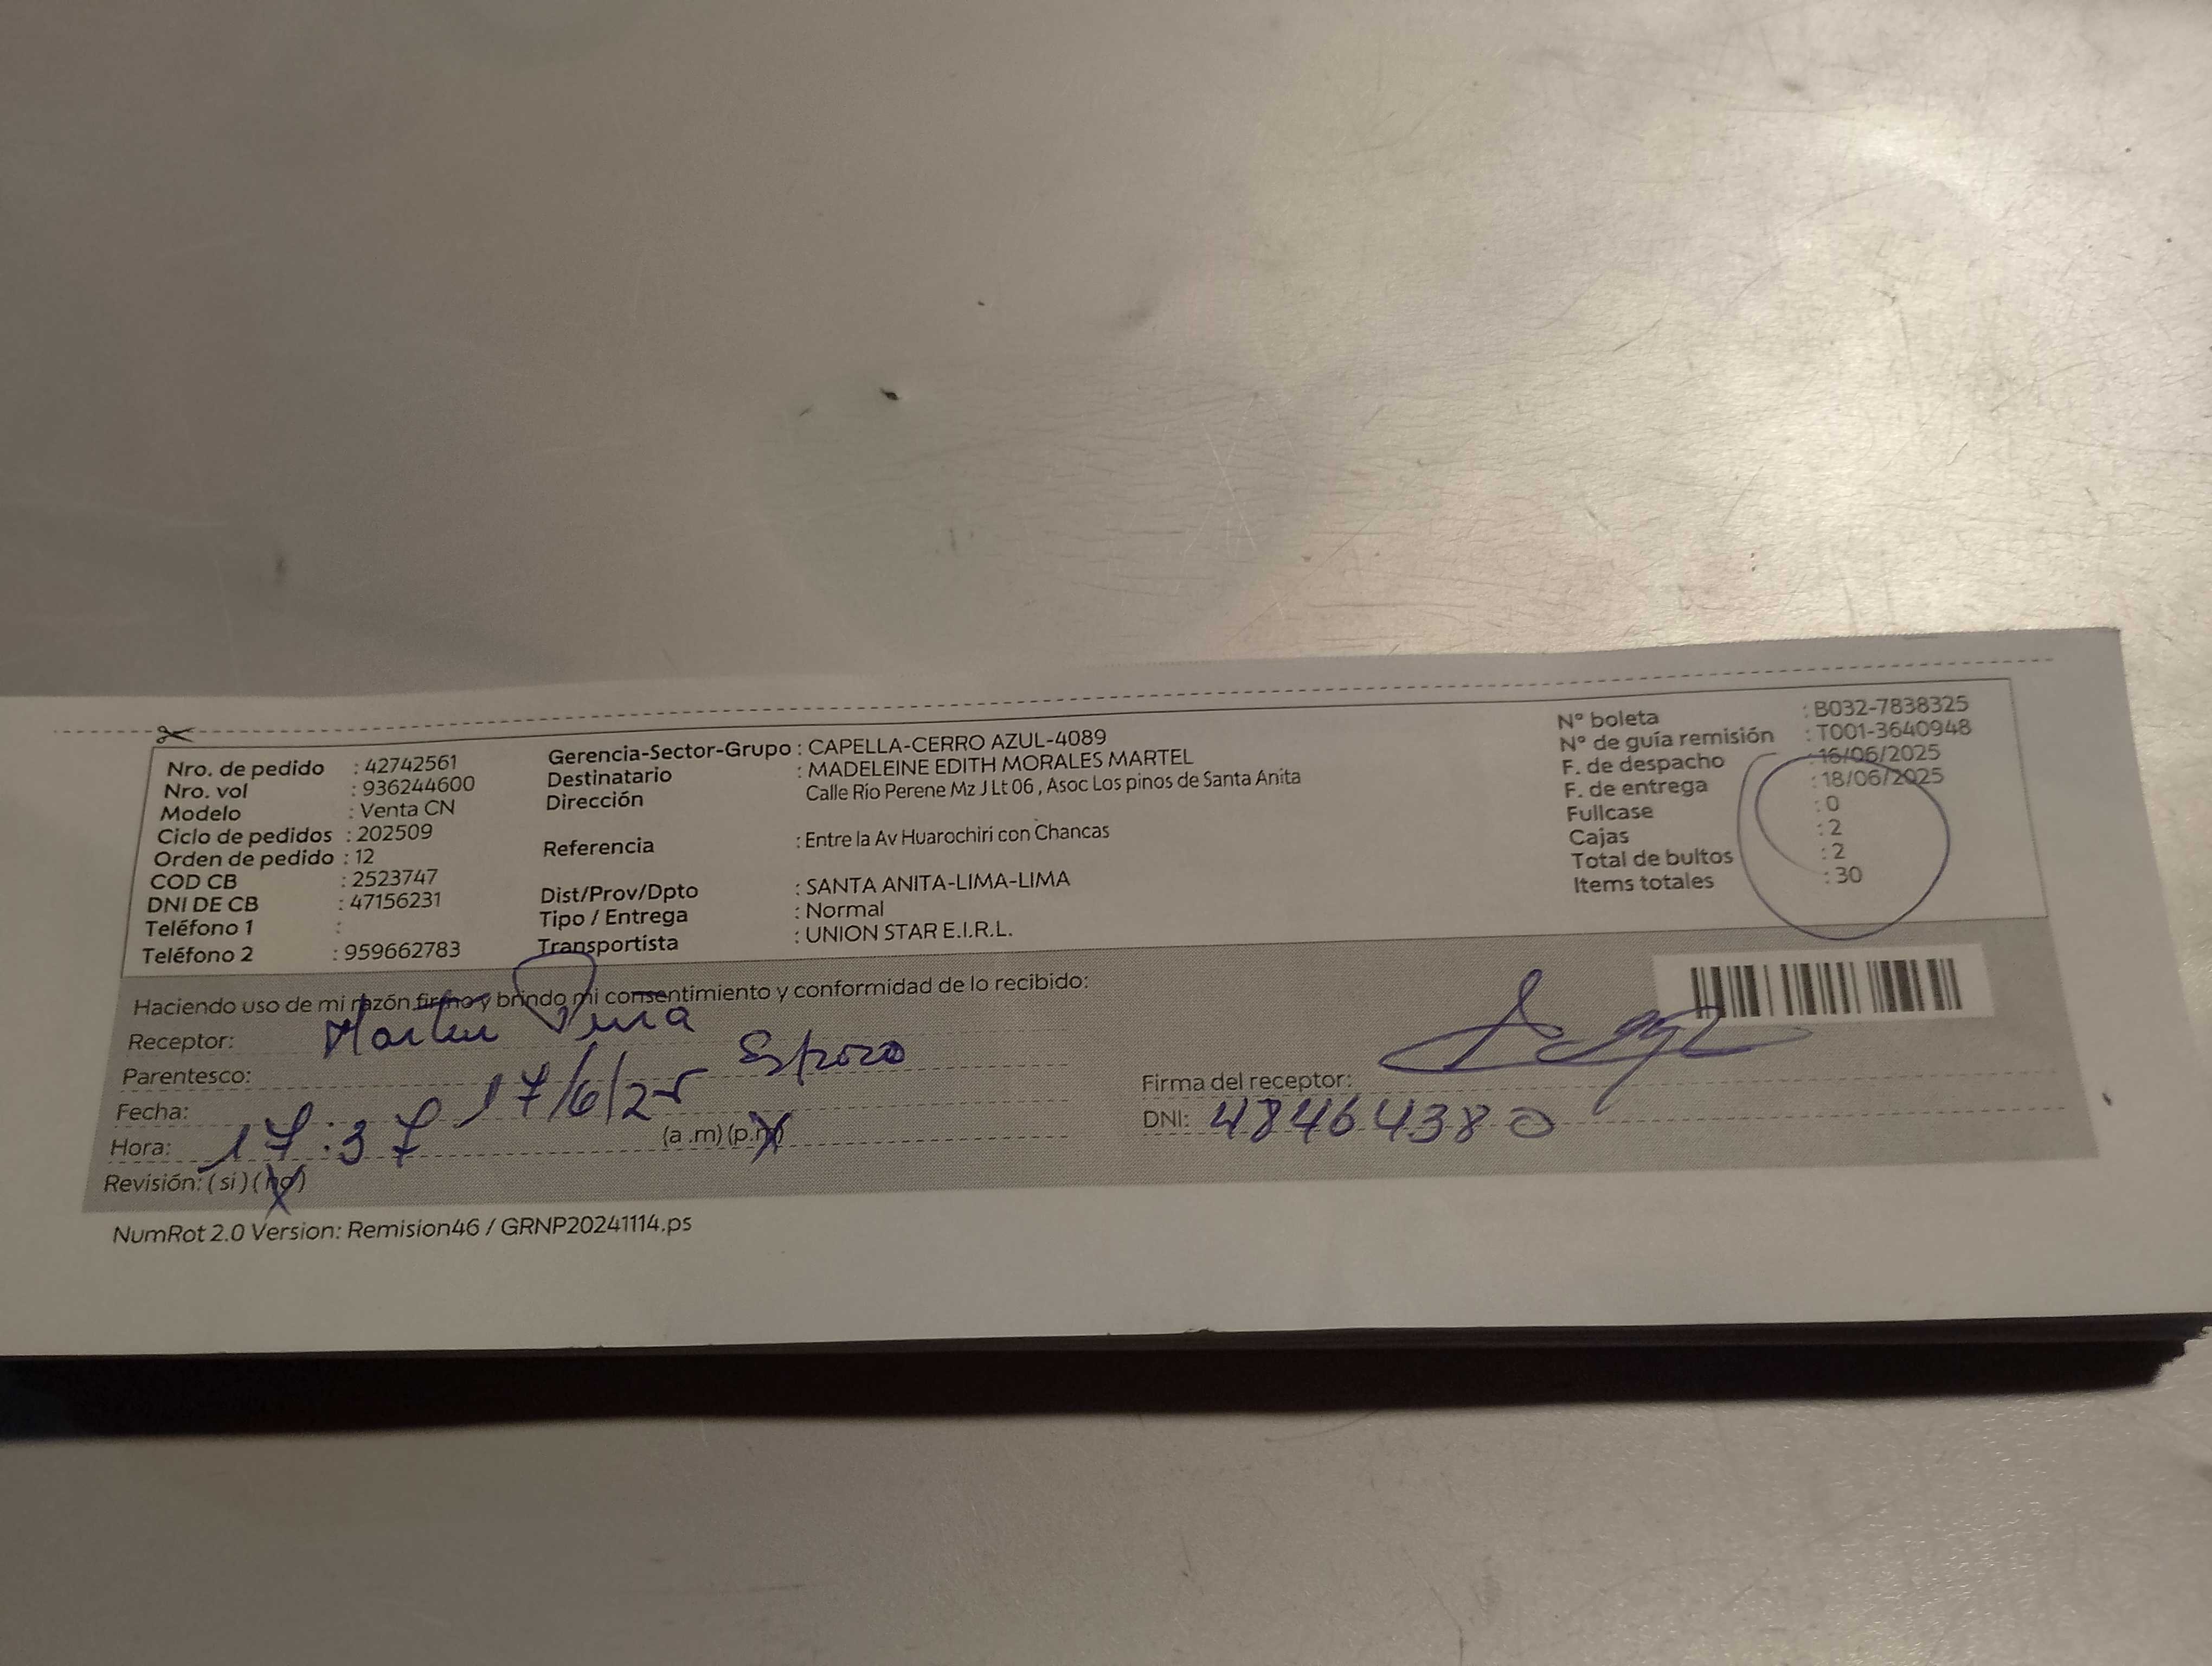 Nro. de pedido : 42742561
Nro. vol : 936244600
Modelo : Venta CN
Ciclo de pedidos : 202509
Orden de pedido : 12
COD CB : 2523747
DNI DE CB : 47156231
Teléfono 1 :
Teléfono 2 : 959662783
Gerencia-Sector-Grupo : CAPELLA-CERRO AZUL-4089
Destinatario : MADELEINE EDITH MORALES MARTEL
Dirección Calle Río Perene Mz J Lt 06 , Asoc Los pinos de Santa Anita
Referencia : Entre la Av Huarochiri con Chancas
Dist/Prov/Dpto : SANTA ANITA-LIMA-LIMA
Tipo / Entrega : Normal
Transportista : UNION STAR E.I.R.L.
N° boleta : B032-7838325
N° de guía remisión : T001-3640948
F. de despacho : 16/06/2025
F. de entrega : 18/06/2025
Fullcase : 0
Cajas : 2
Total de bultos : 2
Items totales : 30
Haciendo uso de mi razón firmo y brindo mi consentimiento y conformidad de lo recibido:
Receptor:
Parentesco: Esposo
Fecha: 17/6/25
Hora: 17:37 (a .m) (p.m)
Revisión: ( si ) ( no )
Firma del receptor:
DNI: 48464380
NumRot 2.0 Version: Remision46 / GRNP20241114.ps